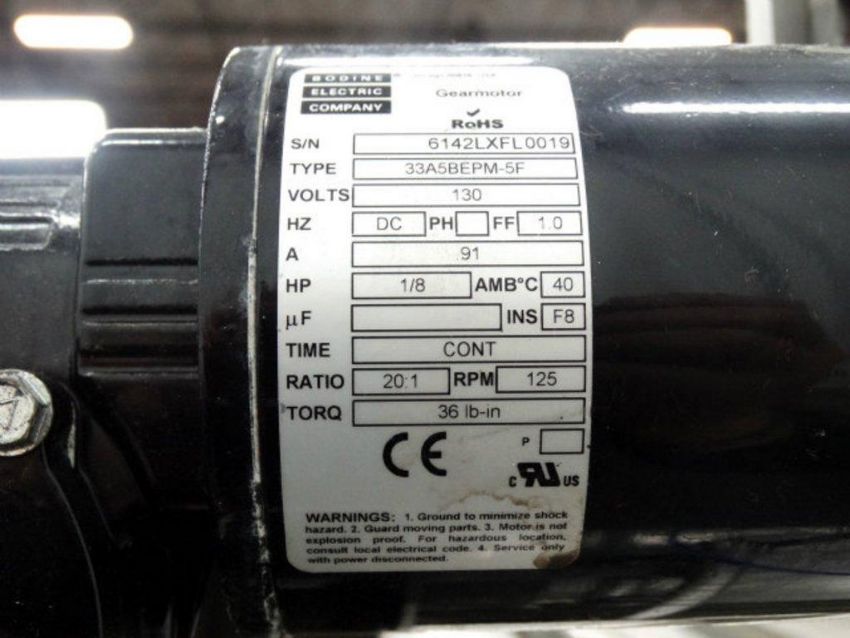 BODINE
ELECTRIC
COMPANY
®
Gearmotor
RoHS
S/N 6142LXFL0019
TYPE 33A5BEPM-5F
VOLTS 130
HZ DC PH FF 1.0
A .91
HP 1/8 AMB°C 40
µF INS F8
TIME CONT
RATIO 20:1 RPM 125
TORQ 36 lb-in
P
CE
c RU US
WARNINGS: 1. Ground to minimize shock
hazard. 2. Guard moving parts. 3. Motor is not
explosion proof. For hazardous location,
consult local electrical code. 4. Service only
with power disconnected.